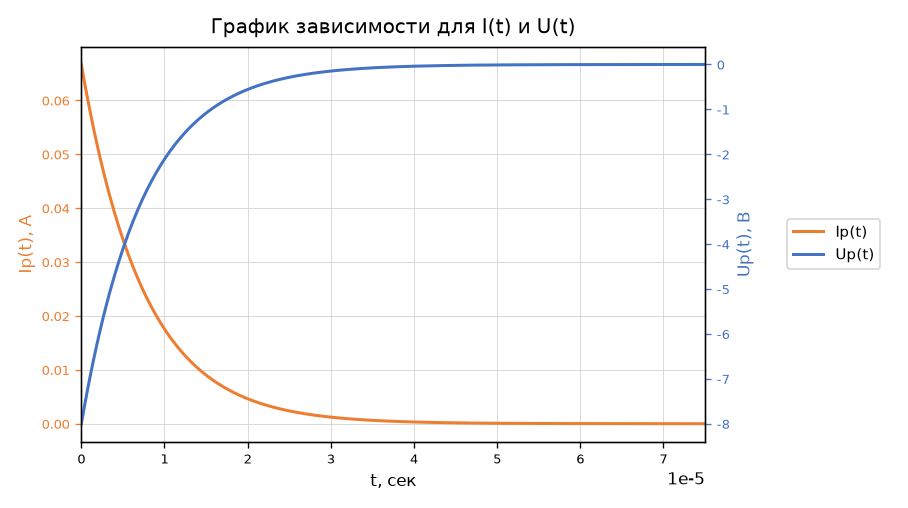 График зависимости для I(t) и U(t)
Ip(t), А
0.06
0.05
0.04
0.03
0.02
0.01
0.00
0
-1
-2
-3
-4
-5
-6
-7
-8
Up(t), В
Ip(t)
Up(t)
0 1 2 3 4 5 6 7
1e-5
t, сек